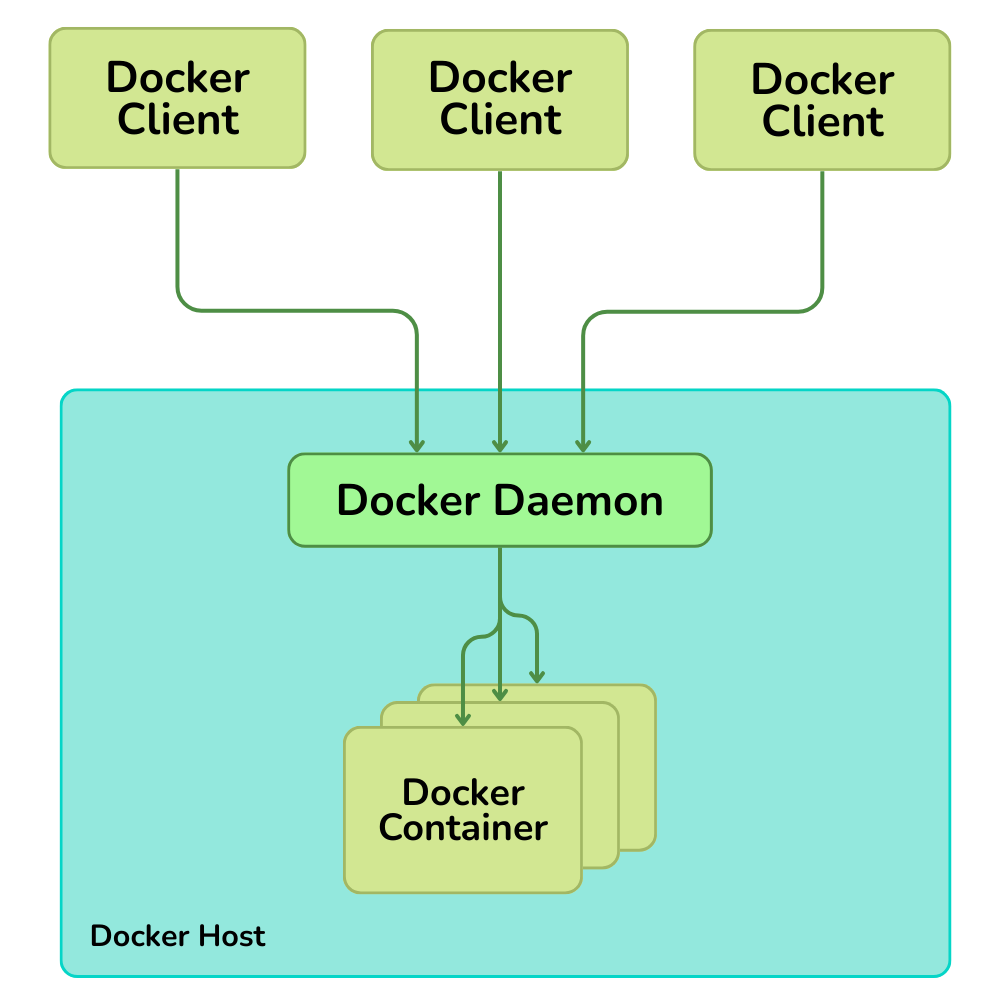 Docker
Client
Docker
Client
Docker
Client
Docker Daemon
Docker
Container
Docker Host